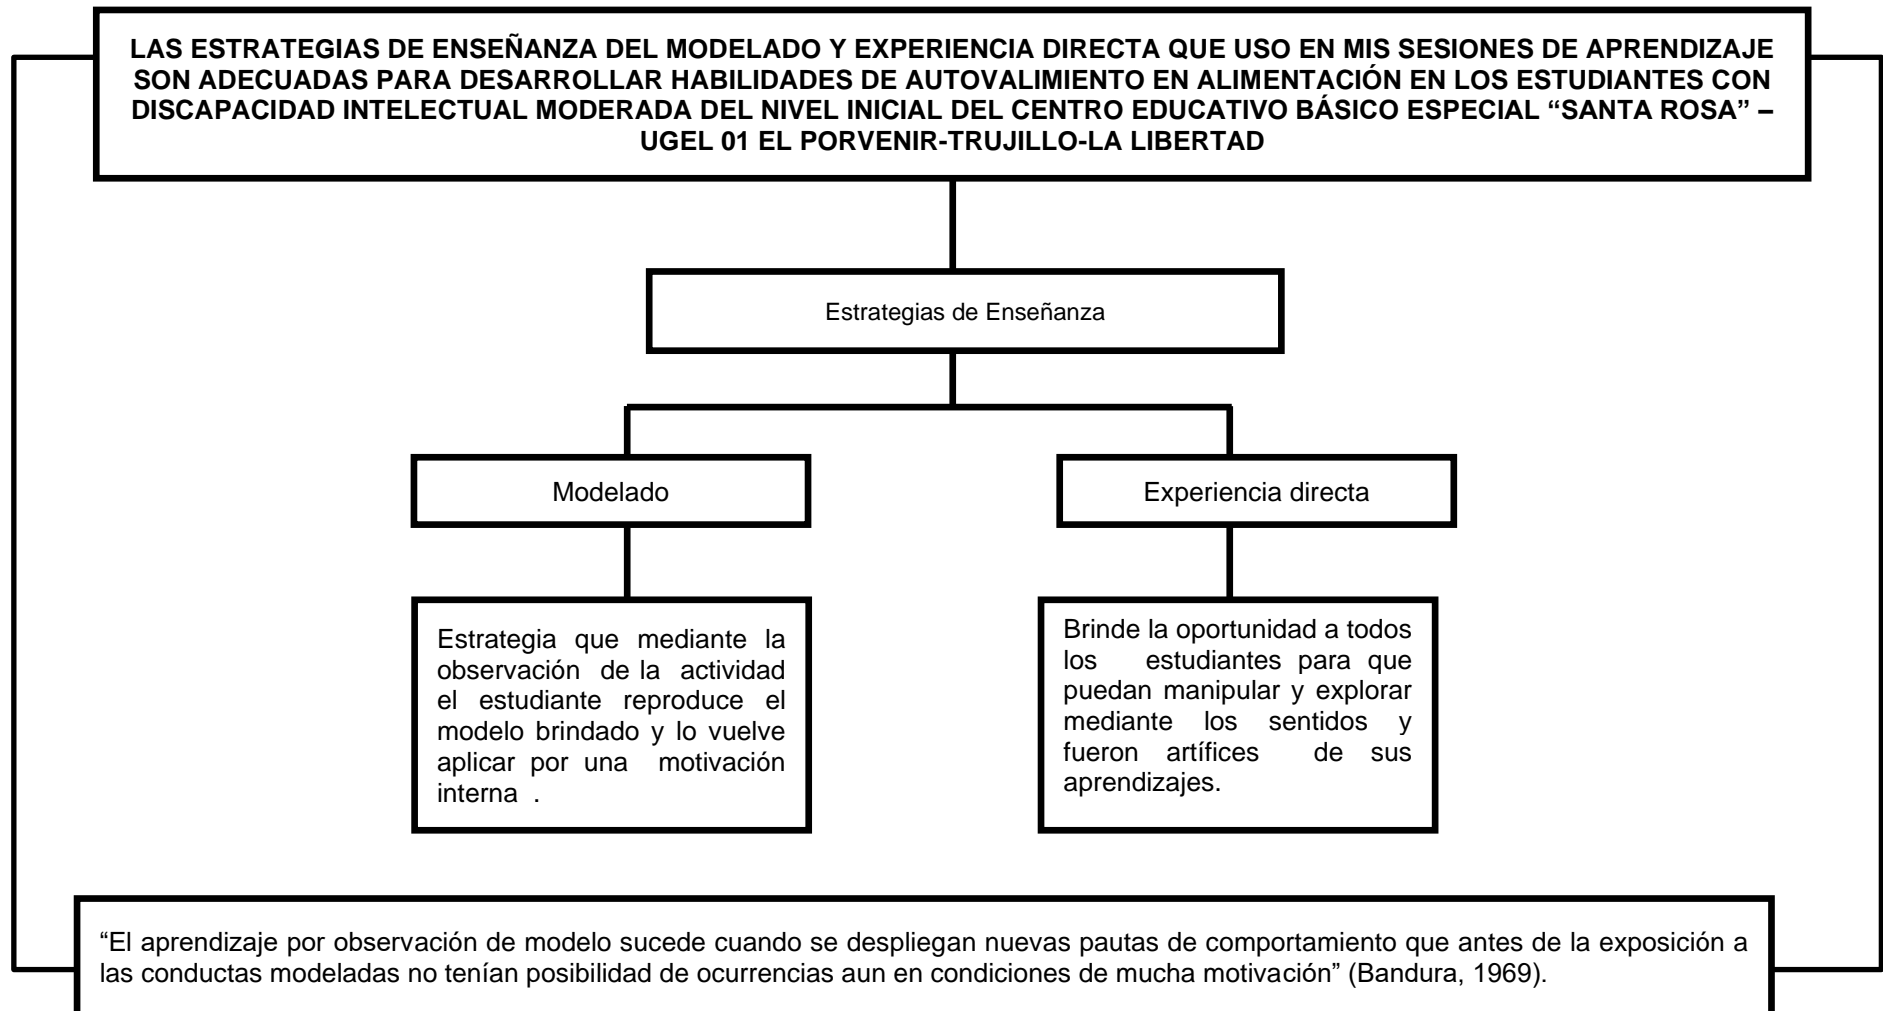 LAS ESTRATEGIAS DE ENSEÑANZA DEL MODELADO Y EXPERIENCIA DIRECTA QUE USO EN MIS SESIONES DE APRENDIZAJE
SON ADECUADAS PARA DESARROLLAR HABILIDADES DE AUTOVALIMIENTO EN ALIMENTACIÓN EN LOS ESTUDIANTES CON
DISCAPACIDAD INTELECTUAL MODERADA DEL NIVEL INICIAL DEL CENTRO EDUCATIVO BÁSICO ESPECIAL “SANTA ROSA” –
UGEL 01 EL PORVENIR-TRUJILLO-LA LIBERTAD
Estrategias de Enseñanza
Modelado
Experiencia directa
Estrategia que mediante la
observación de la actividad
el estudiante reproduce el
modelo brindado y lo vuelve
aplicar por una motivación
interna .
Brinde la oportunidad a todos
los estudiantes para que
puedan manipular y explorar
mediante los sentidos y
fueron artífices de sus
aprendizajes.
“El aprendizaje por observación de modelo sucede cuando se despliegan nuevas pautas de comportamiento que antes de la exposición a
las conductas modeladas no tenían posibilidad de ocurrencias aun en condiciones de mucha motivación” (Bandura, 1969).